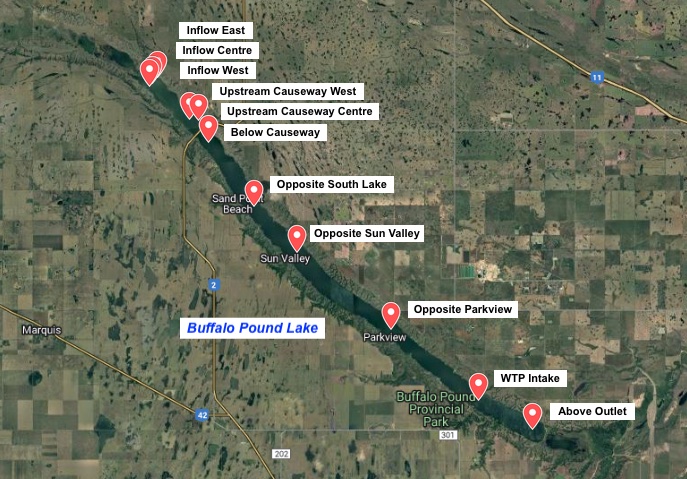 Inflow East
Inflow Centre
Inflow West
11
Upstream Causeway West
Upstream Causeway Centre
Below Causeway
Opposite South Lake
Sand Point
Beach
Opposite Sun Valley
Sun Valley
2
Opposite Parkview
Marquis
Buffalo Pound Lake
Parkview
WTP Intake
Buffalo Pound
Provincial
Park
Above Outlet
42
301
202